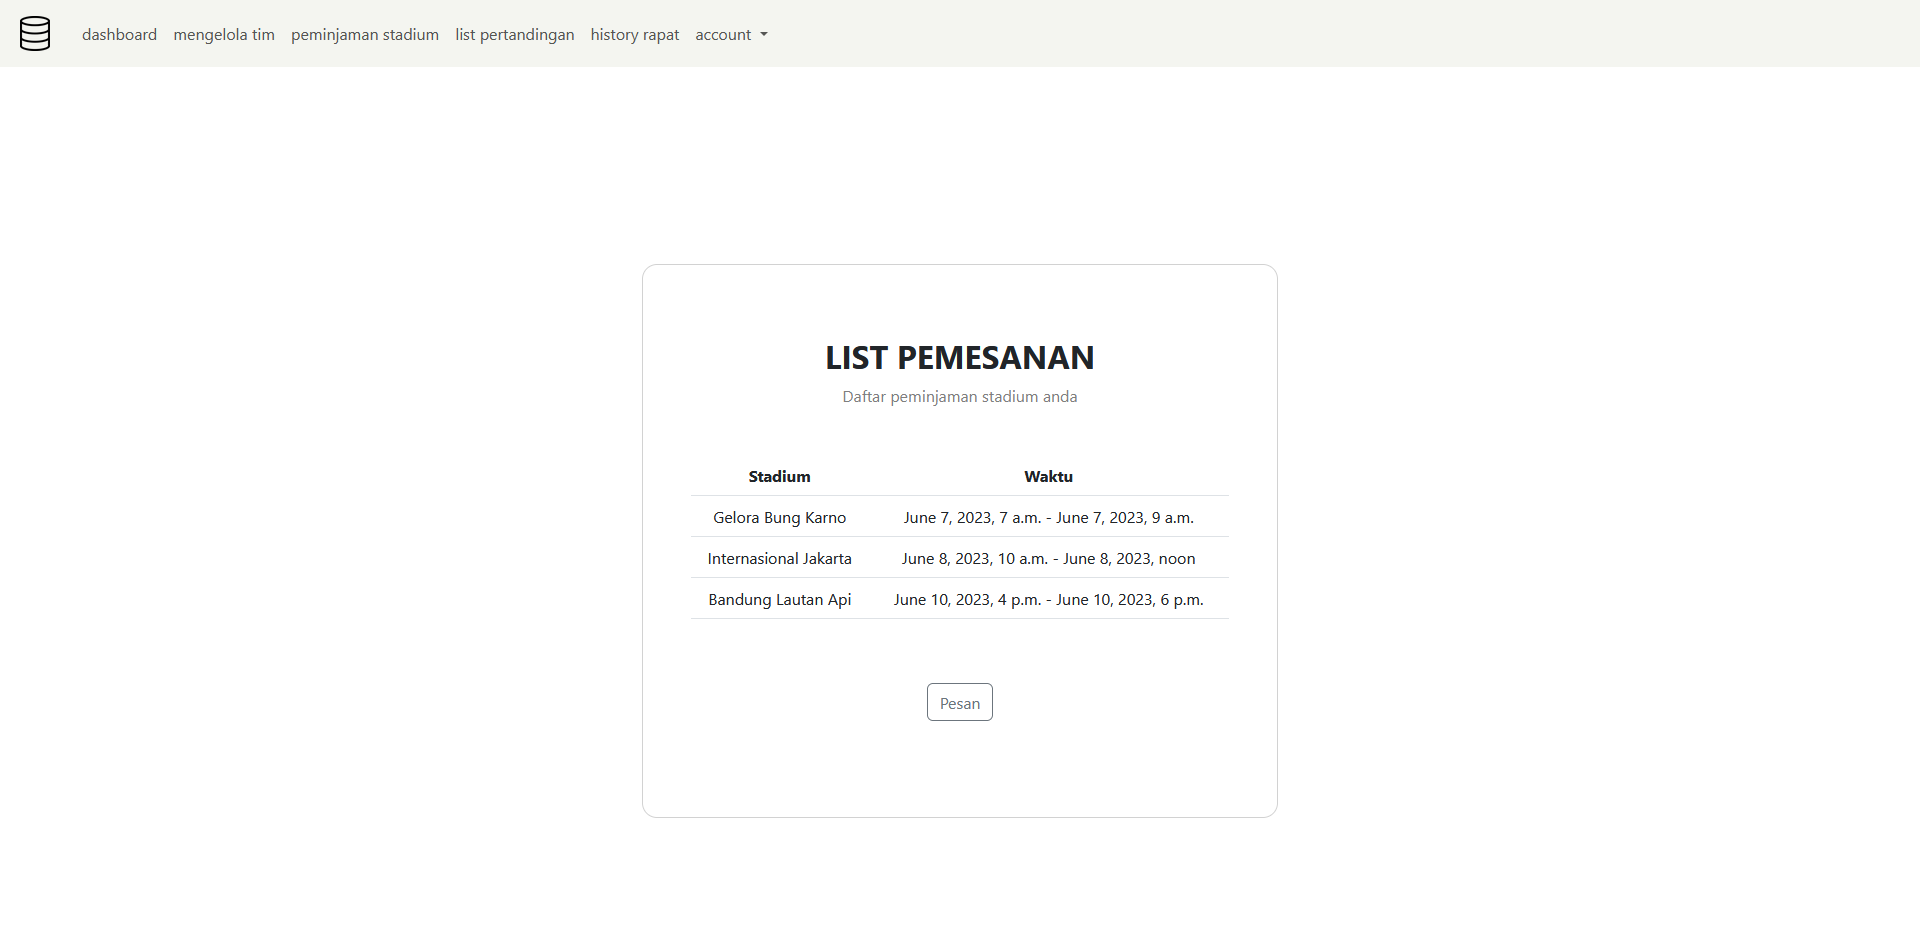 dashboard mengelola tim peminjaman stadium list pertandingan history rapat account
LIST PEMESANAN
Daftar peminjaman stadium anda
Stadium Waktu
Gelora Bung Karno June 7, 2023, 7 a.m. - June 7, 2023, 9 a.m.
Internasional Jakarta June 8, 2023, 10 a.m. - June 8, 2023, noon
Bandung Lautan Api June 10, 2023, 4 p.m. - June 10, 2023, 6 p.m.
Pesan